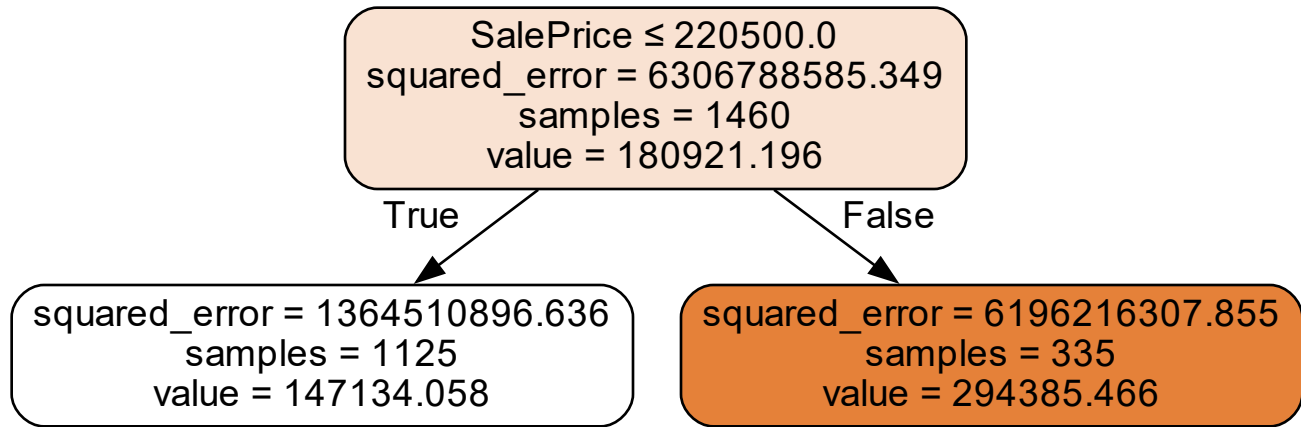 SalePrice ≤ 220500.0
squared_error = 6306788585.349
samples = 1460
value = 180921.196
True
False
squared_error = 1364510896.636
samples = 1125
value = 147134.058
squared_error = 6196216307.855
samples = 335
value = 294385.466